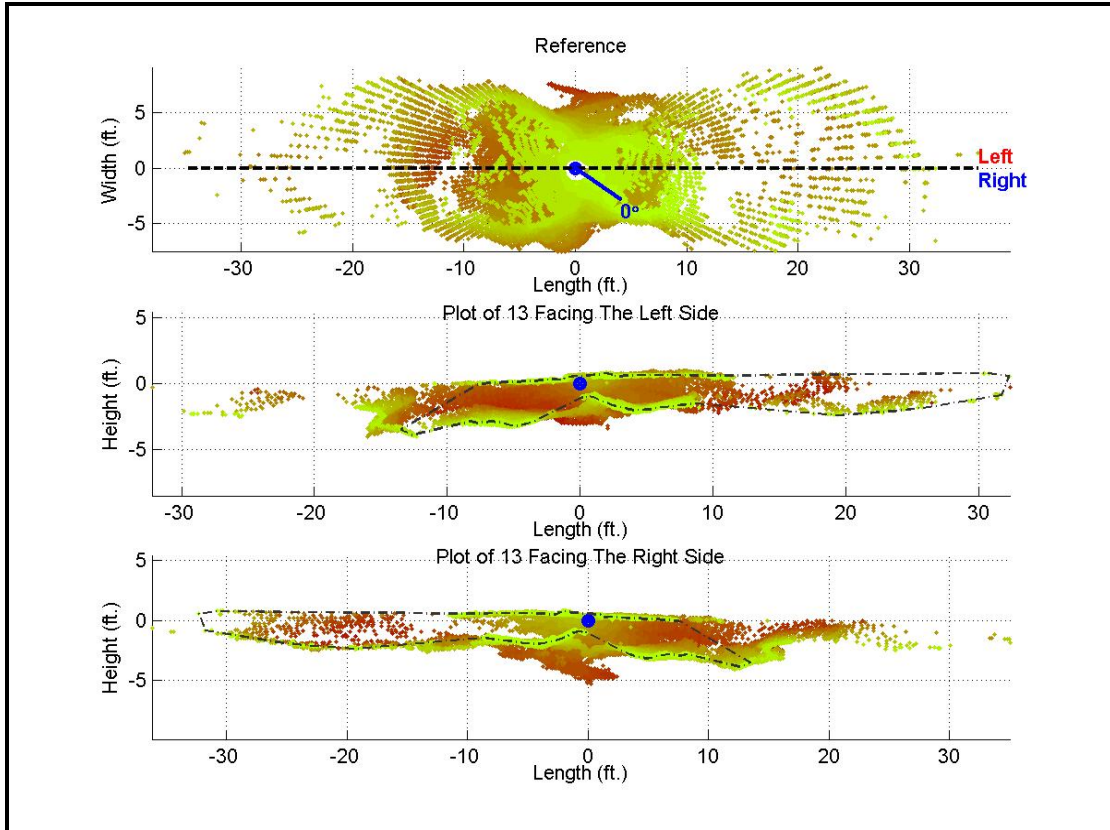 Reference
Width (ft.)
5
0
-5
Left
Right
0°
-30 -20 -10 0 10 20 30
Length (ft.)
Plot of 13 Facing The Left Side
Height (ft.)
5
0
-5
-30 -20 -10 0 10 20 30
Length (ft.)
Plot of 13 Facing The Right Side
Height (ft.)
5
0
-5
-30 -20 -10 0 10 20 30
Length (ft.)